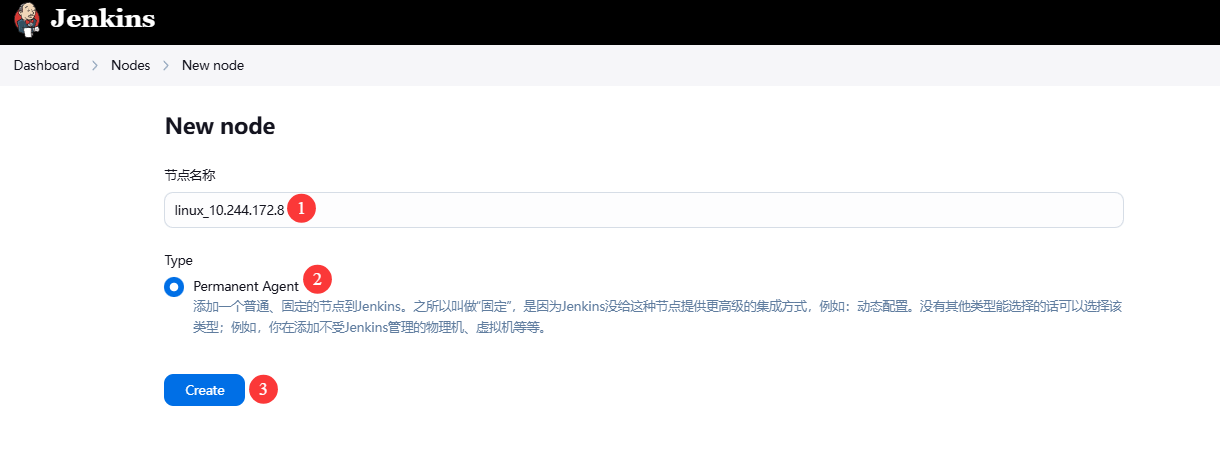 Jenkins
Dashboard > Nodes > New node
New node
节点名称
linux_10.244.172.8 1
Type
Permanent Agent 2
添加一个普通、固定的节点到Jenkins。之所以叫做“固定”，是因为Jenkins没给这种节点提供更高级的集成方式，例如：动态配置。没有其他类型能选择的话可以选择该
类型；例如，你在添加不受Jenkins管理的物理机、虚拟机等等。
Create 3